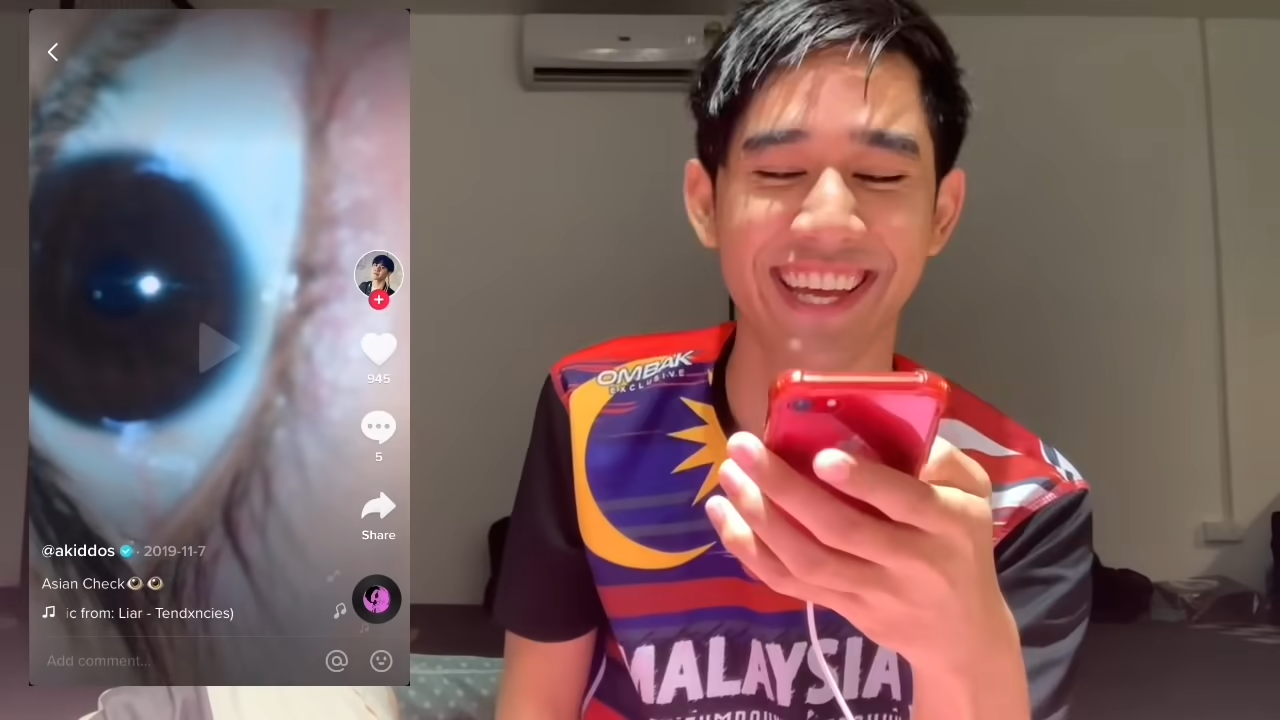 945
5
Share
@akiddos · 2019-11-7
Asian Check
ic from: Liar - Tendxncies)
Add comment...
@
OMBAK
EXCLUSIVE
MALAYSIA